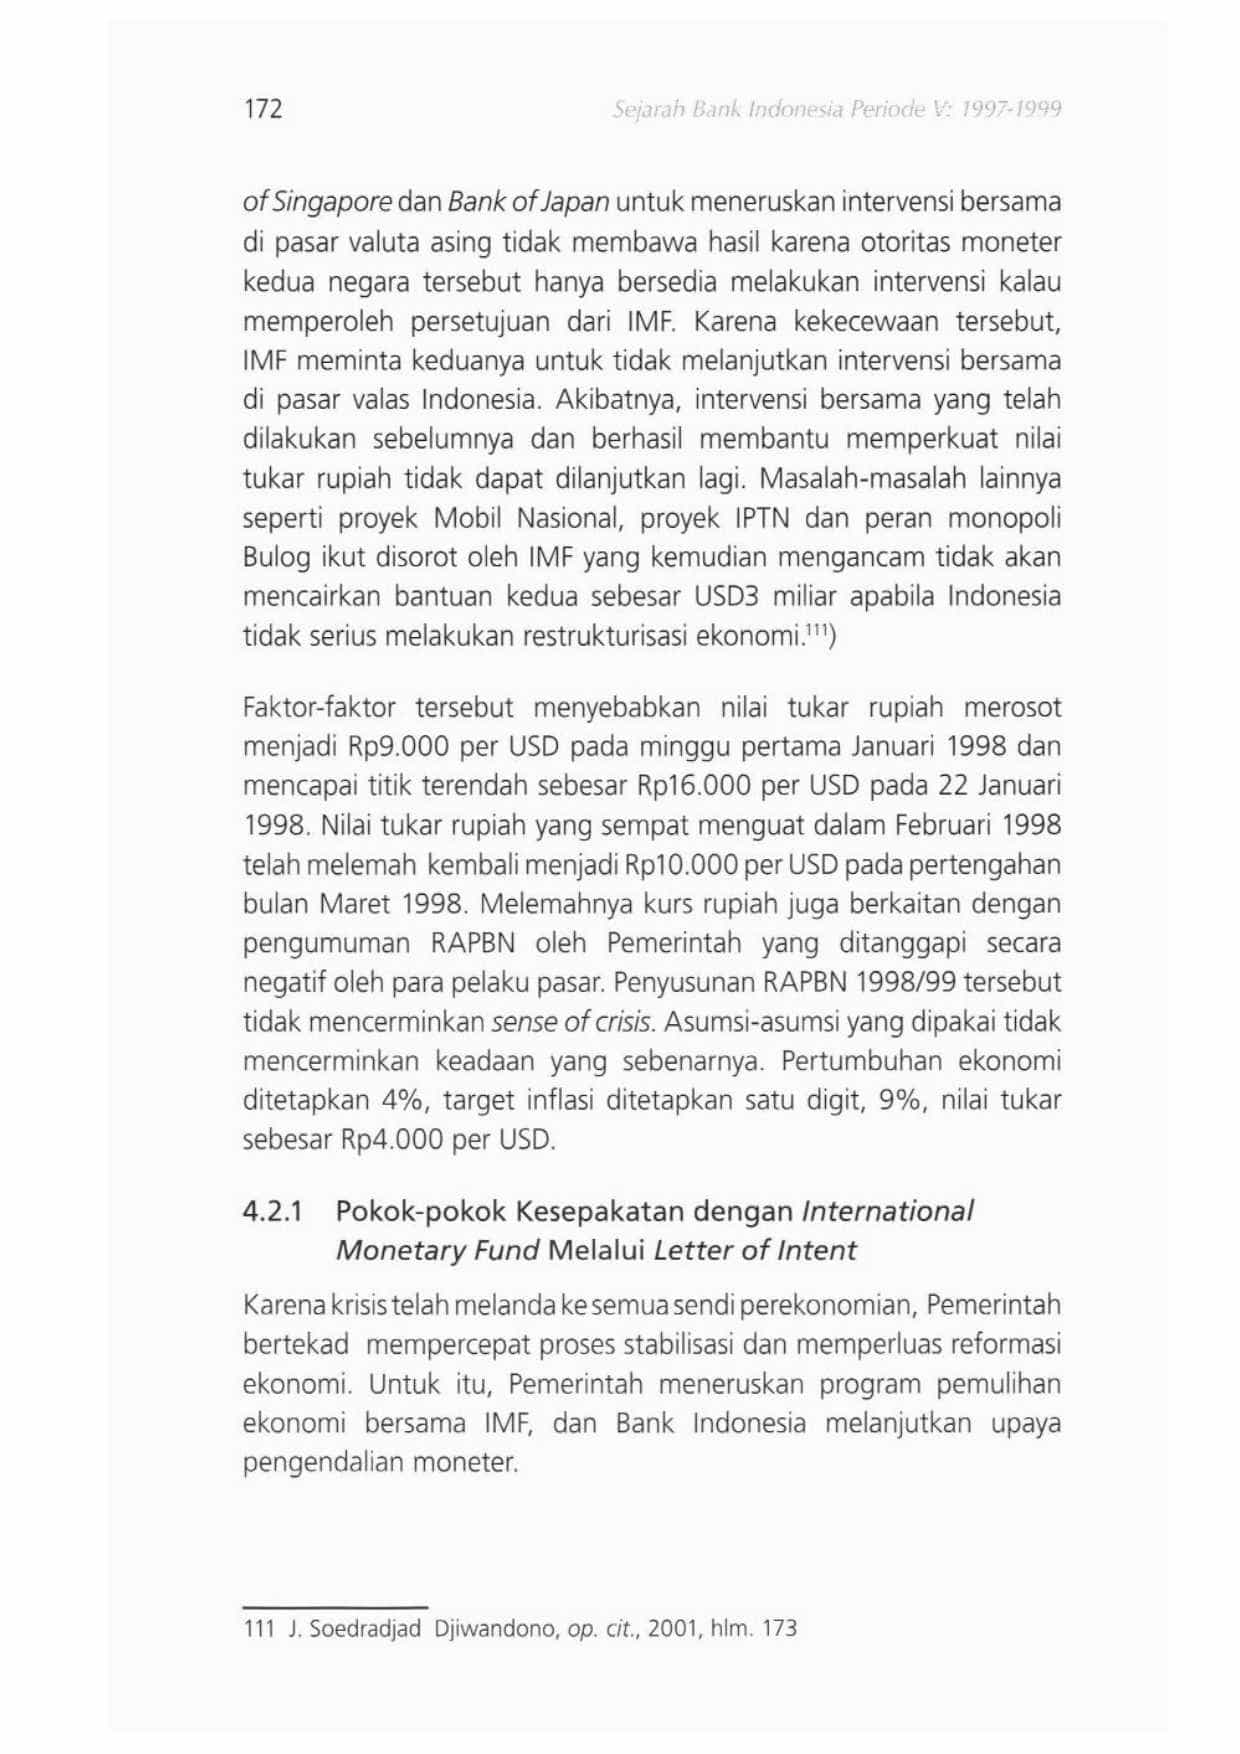 172
Sejarah Bank Indonesia Periode V: 1997-1999
of Singapore dan Bank of Japan untuk meneruskan intervensi bersama
di pasar valuta asing tidak membawa hasil karena otoritas moneter
kedua negara tersebut hanya bersedia melakukan intervensi kalau
memperoleh persetujuan dari IMF. Karena kekecewaan tersebut,
IMF meminta keduanya untuk tidak melanjutkan intervensi bersama
di pasar valas Indonesia. Akibatnya, intervensi bersama yang telah
dilakukan sebelumnya dan berhasil membantu memperkuat nilai
tukar rupiah tidak dapat dilanjutkan lagi. Masalah-masalah lainnya
seperti proyek Mobil Nasional, proyek IPTN dan peran monopoli
Bulog ikut disorot oleh IMF yang kemudian mengancam tidak akan
mencairkan bantuan kedua sebesar USD3 miliar apabila Indonesia
tidak serius melakukan restrukturisasi ekonomi.¹¹¹)
Faktor-faktor tersebut menyebabkan nilai tukar rupiah merosot
menjadi Rp9.000 per USD pada minggu pertama Januari 1998 dan
mencapai titik terendah sebesar Rp16.000 per USD pada 22 Januari
1998. Nilai tukar rupiah yang sempat menguat dalam Februari 1998
telah melemah kembali menjadi Rp10.000 per USD pada pertengahan
bulan Maret 1998. Melemahnya kurs rupiah juga berkaitan dengan
pengumuman RAPBN oleh Pemerintah yang ditanggapi secara
negatif oleh para pelaku pasar. Penyusunan RAPBN 1998/99 tersebut
tidak mencerminkan sense of crisis. Asumsi-asumsi yang dipakai tidak
mencerminkan keadaan yang sebenarnya. Pertumbuhan ekonomi
ditetapkan 4%, target inflasi ditetapkan satu digit, 9%, nilai tukar
sebesar Rp4.000 per USD.
4.2.1 Pokok-pokok Kesepakatan dengan International
Monetary Fund Melalui Letter of Intent
Karena krisis telah melanda ke semua sendi perekonomian, Pemerintah
bertekad mempercepat proses stabilisasi dan memperluas reformasi
ekonomi. Untuk itu, Pemerintah meneruskan program pemulihan
ekonomi bersama IMF, dan Bank Indonesia melanjutkan upaya
pengendalian moneter.
111 J. Soedradjad Djiwandono, op. cit., 2001, hlm. 173